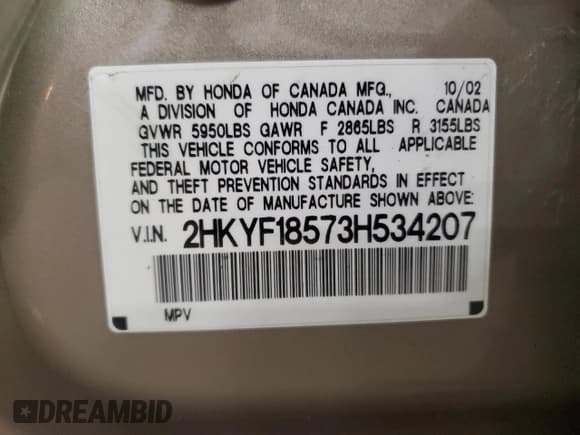 MFD. BY HONDA OF CANADA MFG., 10/02
A DIVISION OF HONDA CANADA INC. CANADA
GVWR 5950LBS GAWR F 2865LBS R 3155LBS
THIS VEHICLE CONFORMS TO ALL APPLICABLE
FEDERAL MOTOR VEHICLE SAFETY,
AND THEFT PREVENTION STANDARDS IN EFFECT
ON THE DATE OF MANUFACTURE SHOWN ABOVE:
V.I.N. 2HKYF18573H534207
MPV
DREAMBID